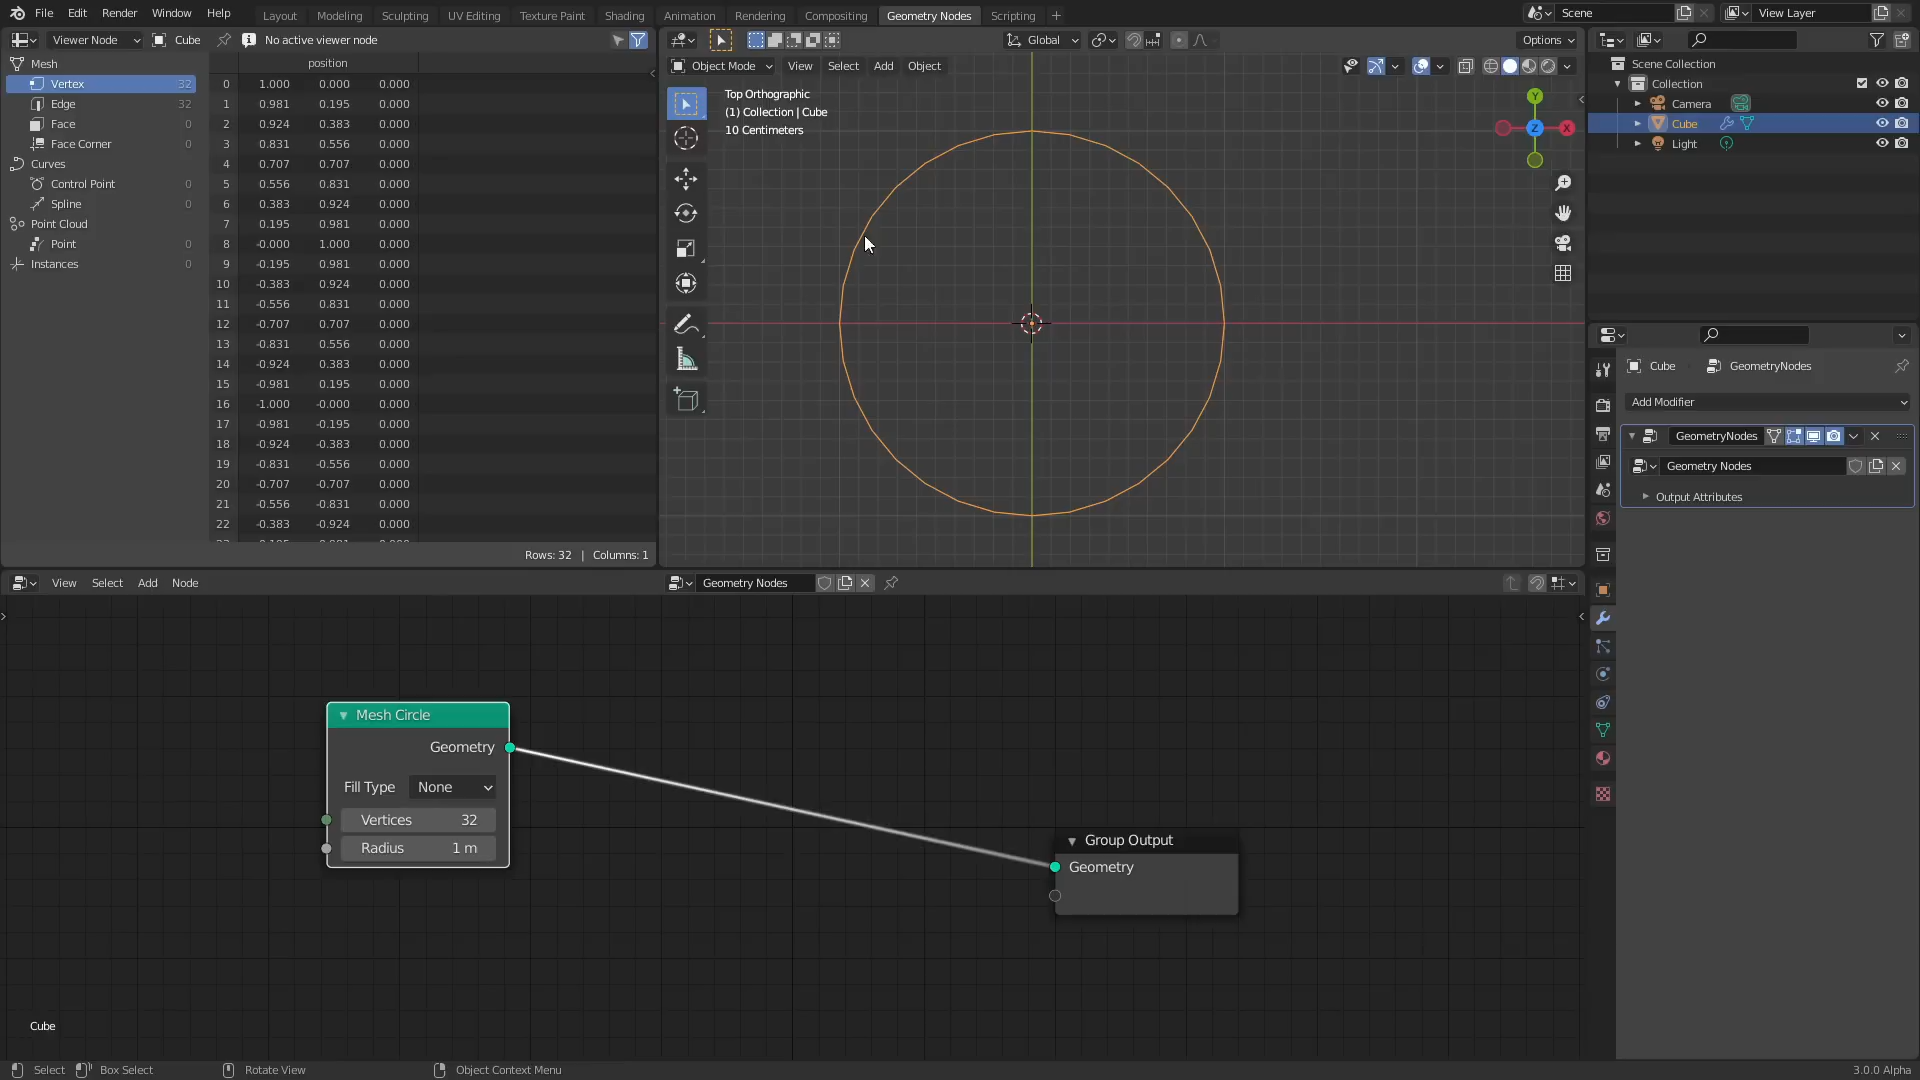 File Edit Render Window Help
Layout Modeling Sculpting UV Editing Texture Paint Shading Animation Rendering Compositing Geometry Nodes Scripting +
Scene
View Layer
Viewer Node Cube No active viewer node
Mesh
Vertex 32
Edge 32
Face 0
Face Corner 0
Curves
Control Point 0
Spline 0
Point Cloud
Point 0
Instances 0
position
0 1.000 0.000 0.000
1 0.981 0.195 0.000
2 0.924 0.383 0.000
3 0.831 0.556 0.000
4 0.707 0.707 0.000
5 0.556 0.831 0.000
6 0.383 0.924 0.000
7 0.195 0.981 0.000
8 -0.000 1.000 0.000
9 -0.195 0.981 0.000
10 -0.383 0.924 0.000
11 -0.556 0.831 0.000
12 -0.707 0.707 0.000
13 -0.831 0.556 0.000
14 -0.924 0.383 0.000
15 -0.981 0.195 0.000
16 -1.000 -0.000 0.000
17 -0.981 -0.195 0.000
18 -0.924 -0.383 0.000
19 -0.831 -0.556 0.000
20 -0.707 -0.707 0.000
21 -0.556 -0.831 0.000
22 -0.383 -0.924 0.000
Rows: 32 | Columns: 1
Global
Options
Object Mode View Select Add Object
Top Orthographic
(1) Collection | Cube
10 Centimeters
Y
Z
X
Scene Collection
Collection
Camera
Cube
Light
Cube GeometryNodes
Add Modifier
GeometryNodes
Geometry Nodes
Output Attributes
View Select Add Node
Geometry Nodes
Mesh Circle
Geometry
Fill Type None
Vertices 32
Radius 1 m
Group Output
Geometry
Cube
Select Box Select Rotate View Object Context Menu
3.0.0 Alpha